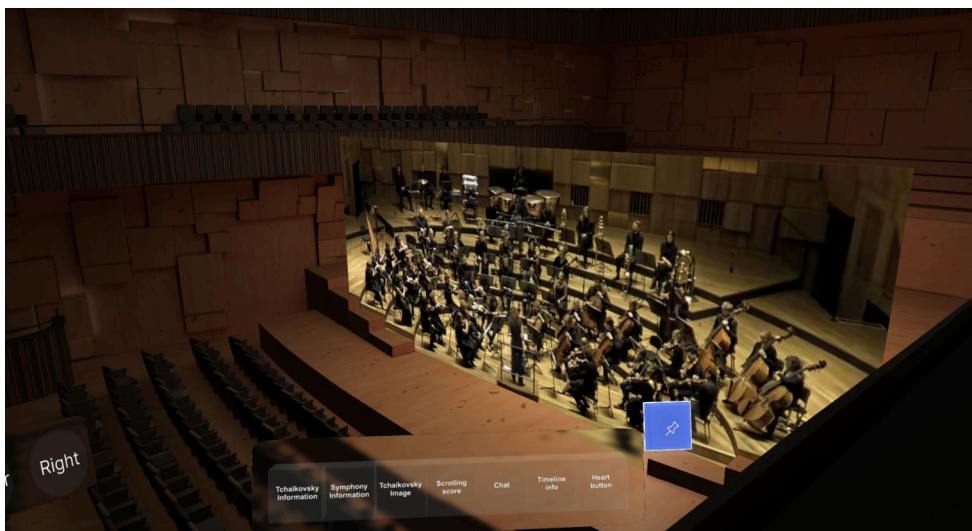 Right
Tchaikovsky
Information
Symphony
Information
Tchaikovsky
Image
Scrolling
score
Chat
Timeline
info
Heart
button